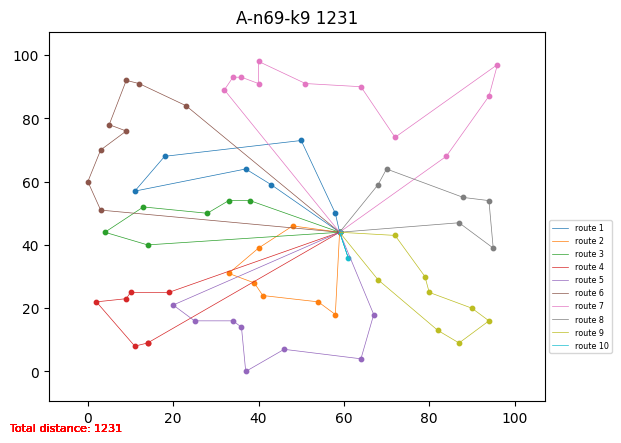 A-n69-k9 1231
100
80
60
40
20
0
0 20 40 60 80 100
route 1
route 2
route 3
route 4
route 5
route 6
route 7
route 8
route 9
route 10
Total distance: 1231